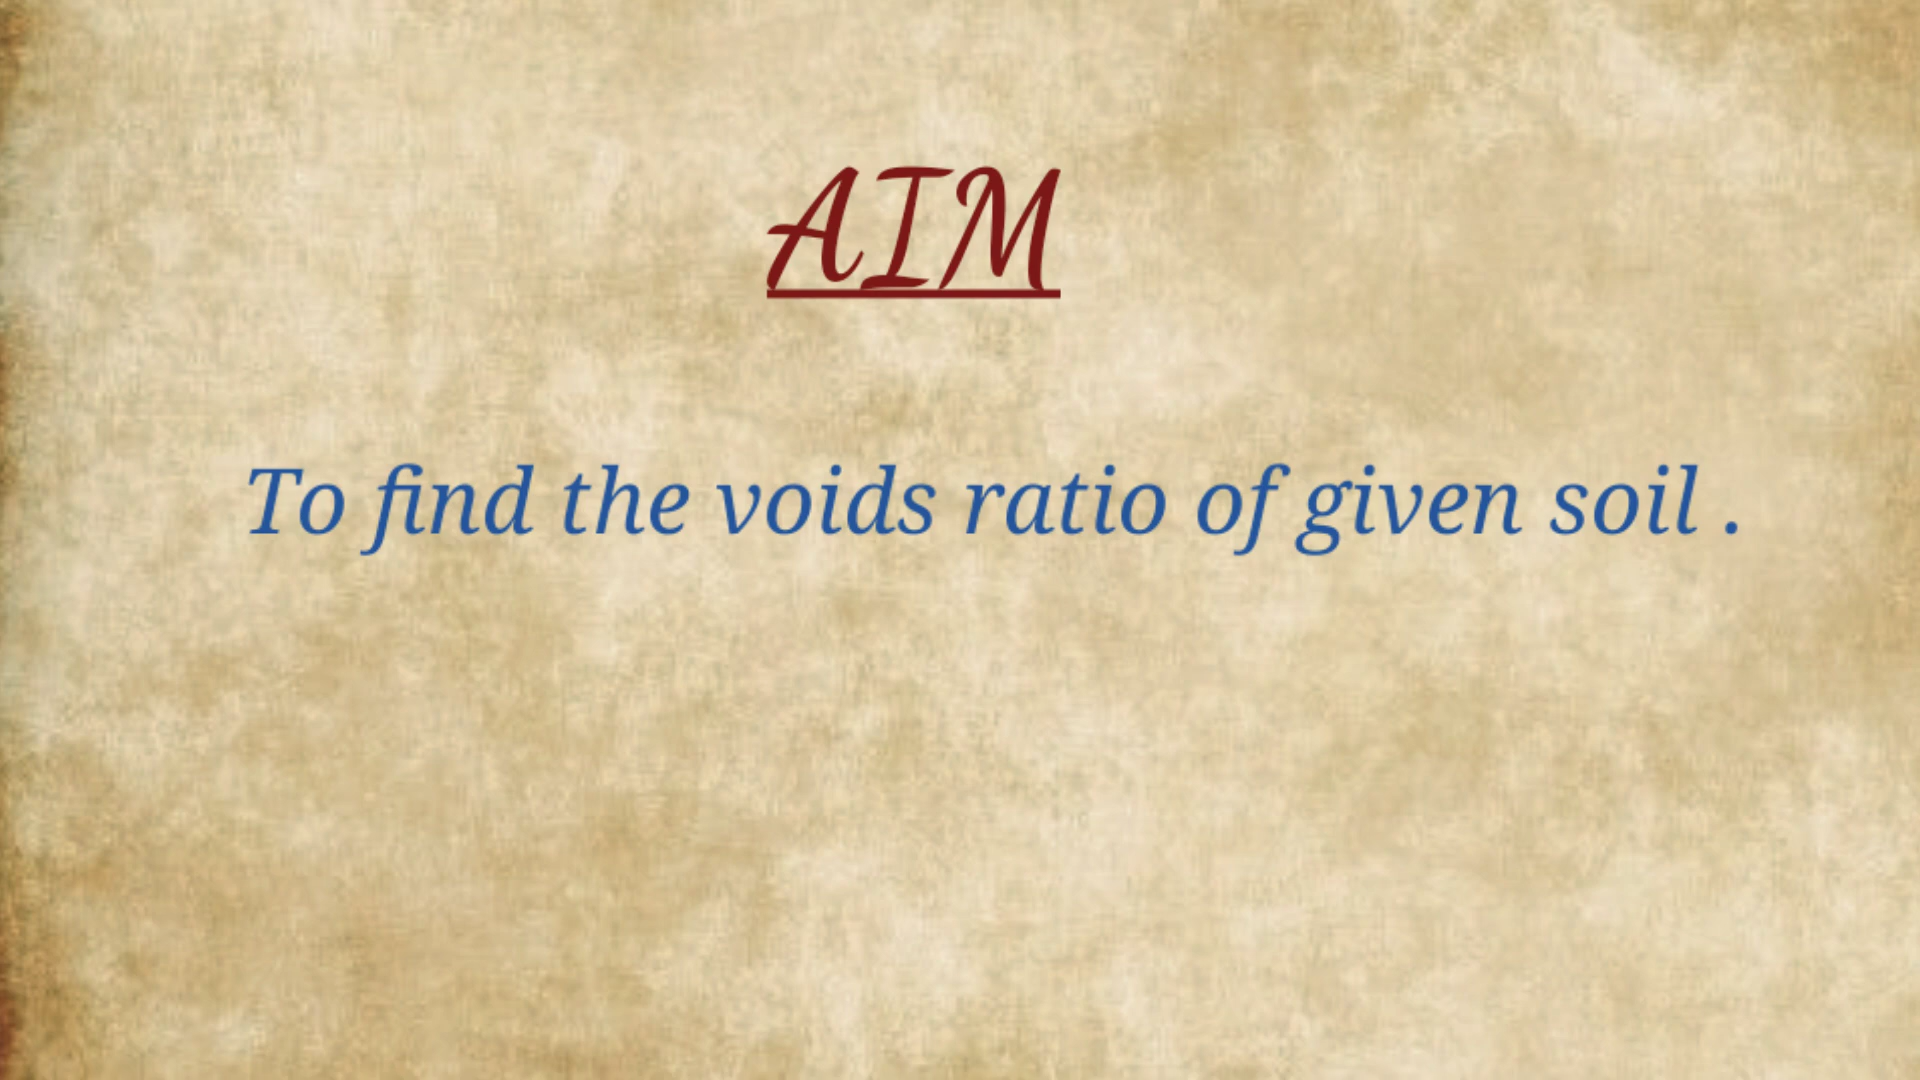 AIM
To find the voids ratio of given soil .